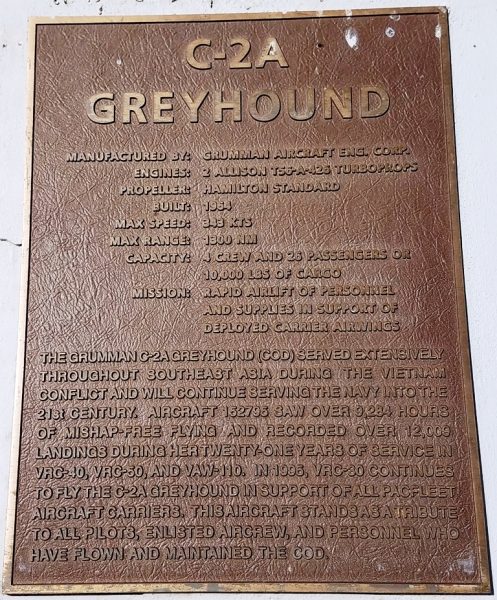 C-2A
GREYHOUND
MANUFACTURED BY: GRUMMAN AIRCRAFT ENG. CORP.
ENGINES: 2 ALLISON T56-A-425 TURBOPROPS
PROPELLER: HAMILTON STANDARD
BUILT: 1964
MAX SPEED: 343 KTS
MAX RANGE: 1300 NM
CAPACITY: 4 CREW AND 26 PASSENGERS OR
10,000 LBS OF CARGO
MISSION: RAPID AIRLIFT OF PERSONNEL
AND SUPPLIES IN SUPPORT OF
DEPLOYED CARRIER AIRWINGS
THE GRUMMAN C-2A GREYHOUND (COD) SERVED EXTENSIVELY
THROUGHOUT SOUTHEAST ASIA DURING THE VIETNAM
CONFLICT AND WILL CONTINUE SERVING THE NAVY INTO THE
21st CENTURY. AIRCRAFT 152795 SAW OVER 9,284 HOURS
OF MISHAP-FREE FLYING AND RECORDED OVER 12,000
LANDINGS DURING HER TWENTY-ONE YEARS OF SERVICE IN
VRC-40, VRC-50, AND VAW-110. IN 1995, VRC-30 CONTINUES
TO FLY THE C-2A GREYHOUND IN SUPPORT OF ALL PACFLEET
AIRCRAFT CARRIERS. THIS AIRCRAFT STANDS AS A TRIBUTE
TO ALL PILOTS, ENLISTED AIRCREW, AND PERSONNEL WHO
HAVE FLOWN AND MAINTAINED THE COD.